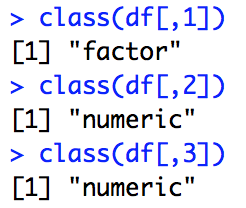 > class(df[,1])
[1] "factor"
> class(df[,2])
[1] "numeric"
> class(df[,3])
[1] "numeric"